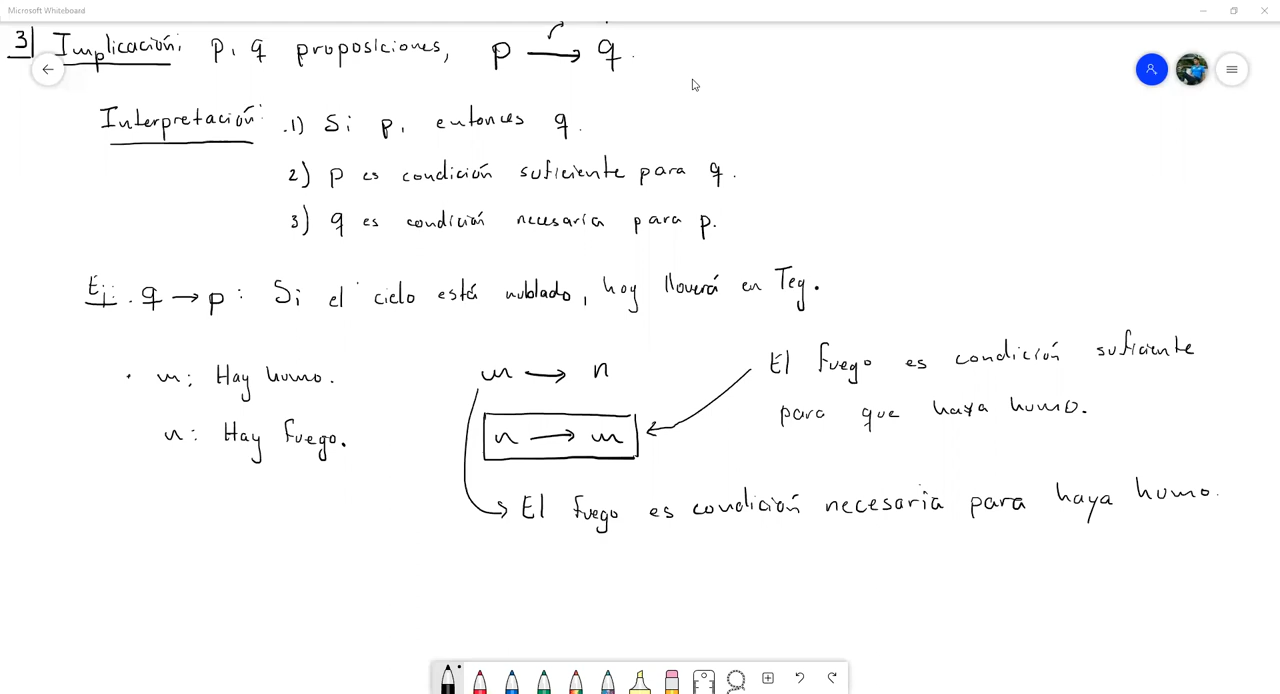 Microsoft Whiteboard
3| Implicación: p, q proposiciones, p → q.
Interpretación: 1) Si p, entonces q.
2) p es condición suficiente para q.
3) q es condición necesaria para p.
Ej: . q → p : Si el cielo está nublado, hoy lloverá en Teg.
· m: Hay humo.
n: Hay fuego.
m → n
n → m
El fuego es condición suficiente
para que haya humo.
El fuego es condición necesaria para haya humo.